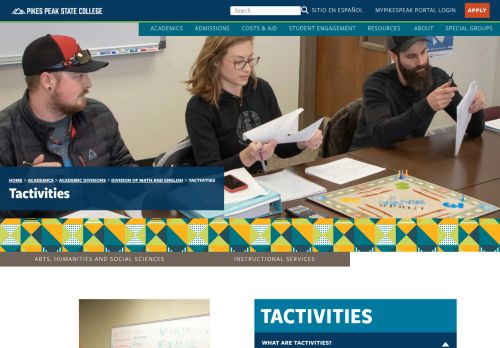 PIKES PEAK STATE COLLEGE
Search
SITIO EN ESPAÑOL
MYPIKESPEAK PORTAL LOGIN
APPLY
ACADEMICS ADMISSIONS COSTS & AID STUDENT ENGAGEMENT RESOURCES ABOUT SPECIAL GROUPS
HOME > ACADEMICS > ACADEMIC DIVISIONS > DIVISION OF MATH AND ENGLISH > TACTIVITIES
Tactivities
ARTS, HUMANITIES AND SOCIAL SCIENCES
INSTRUCTIONAL SERVICES
TACTIVITIES
WHAT ARE TACTIVITIES?